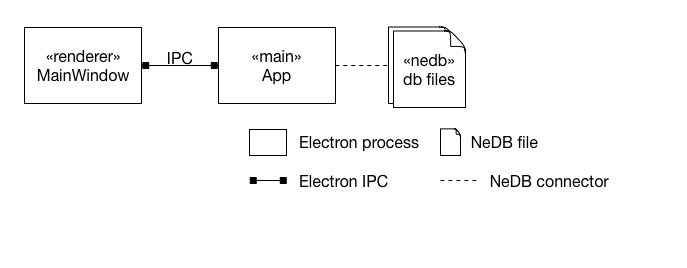 «renderer»
MainWindow
IPC
«main»
App
«nedb»
db files
Electron process
NeDB file
Electron IPC
NeDB connector